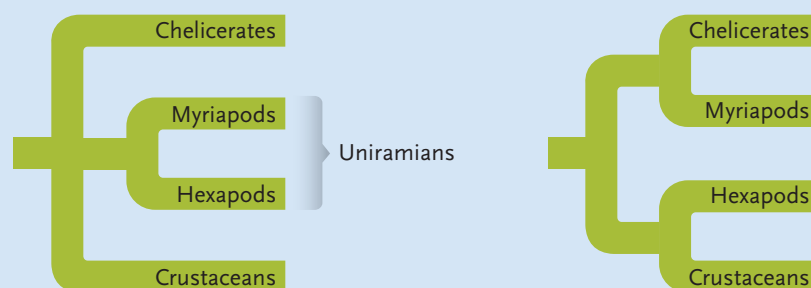 Chelicerates
Myriapods
Uniramians
Hexapods
Crustaceans
Chelicerates
Myriapods
Hexapods
Crustaceans